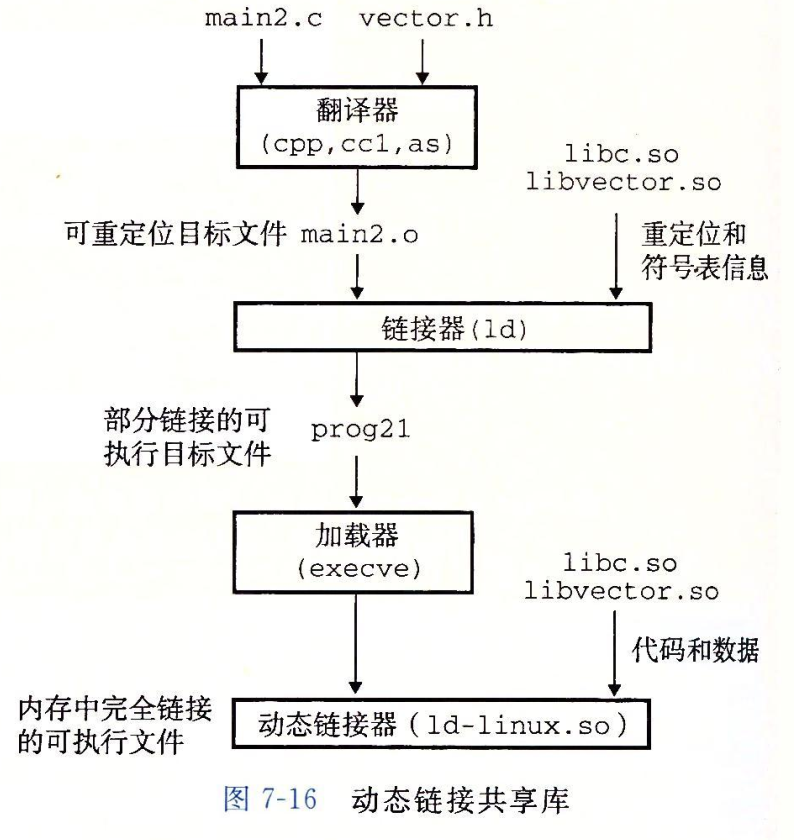 main2.c vector.h
翻译器
(cpp,cc1,as)
libc.so
libvector.so
可重定位目标文件 main2.o
重定位和
符号表信息
链接器(ld)
部分链接的可
执行目标文件
prog21
加载器
(execve)
libc.so
libvector.so
代码和数据
内存中完全链接
的可执行文件
动态链接器(ld-linux.so)
图 7-16 动态链接共享库